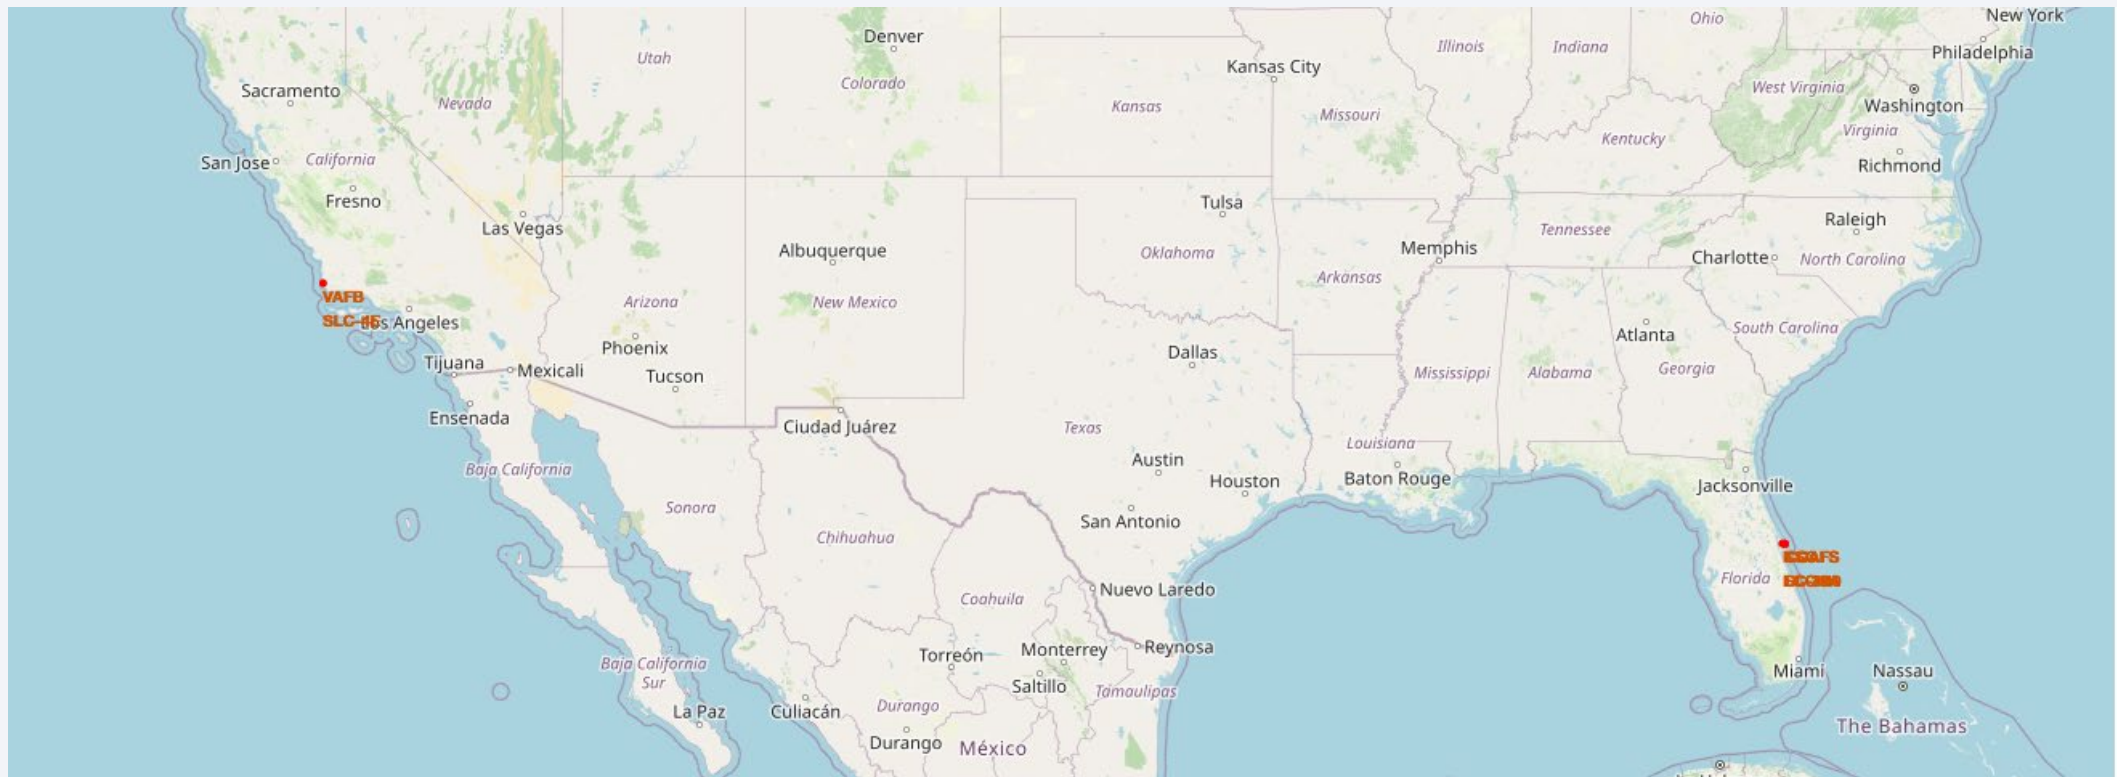 New York
Denver
Ohio
Philadelphia
Illinois
Indiana
Utah
Kansas City
Colorado
West Virginia
Sacramento
Nevada
Kansas
Washington
Missouri
Virginia
Kentucky
San Jose
California
Richmond
Fresno
Tulsa
Raleigh
Las Vegas
Tennessee
Albuquerque
Memphis
Oklahoma
Charlotte
North Carolina
Arkansas
VAFB
Arizona
New Mexico
SLC-4E
Los Angeles
South Carolina
Atlanta
Phoenix
Dallas
Tijuana
Mexicali
Georgia
Mississippi
Alabama
Tucson
Ensenada
Ciudad Juárez
Texas
Louisiana
Austin
Baja California
Baton Rouge
Houston
Jacksonville
Sonora
San Antonio
Chihuahua
Florida
Nuevo Laredo
Coahuila
Reynosa
Monterrey
Torreón
Baja California
Sur
Miami
Nassau
Saltillo
Tamaulipas
Durango
La Paz
Culiacán
The Bahamas
Durango
México